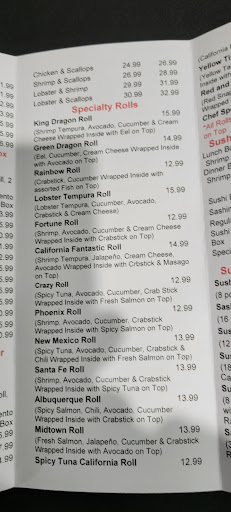 Chicken & Scallops 24.99 26.99
Shrimp & Scallops 26.99 28.99
Lobster & Shrimp 29.99 31.99
Lobster & Scallops 30.99 32.99
Specialty Rolls
King Dragon Roll 15.99
(Shrimp Tempura, Avocado, Cucumber & Cream
Cheese Wrapped Inside with Eel on Top)
Green Dragon Roll 14.99
(Eel, Cucumber, Cream Cheese Wrapped Inside
with Avocado on Top)
Rainbow Roll 12.99
(Crabstick, Cucumber Wrapped Inside with
assorted Fish on Top)
Lobster Tempura Roll 15.99
(Lobster Tempura, Avocado, Cucumber,
Crabstick & Cream Cheese)
Fortune Roll 12.99
(Shrimp, Avocado, Cucumber & Cream Cheese
Wrapped Inside with Crabstick on Top)
California Fantastic Roll 14.99
(Shrimp Tempura, Jalapeño, Cream Cheese,
Avocado Wrapped Inside with Crbstick & Masago
on Top)
Crazy Roll 12.99
(Spicy Tuna, Avocado, Cucumber, Crab Stick
Wrapped Inside with Fresh Salmon on Top)
Phoenix Roll 12.99
(Shrimp, Avocado, Cucumber, Crabstick
Wrapped Inside with Spicy Salmon on Top)
New Mexico Roll 13.99
(Spicy Tuna, Avocado, Cucumber, Crabstick &
Chili Wrapped Inside with Fresh Salmon on Top)
Santa Fe Roll 13.99
(Shrimp, Avocado, Cucumber & Crabstick
Wrapped Inside with Spicy Tuna on Top)
Albuquerque Roll 12.99
(Spicy Salmon, Chili, Avocado, Cucumber
Wrapped Inside with Crabstick on Top)
Midtown Roll 13.99
(Fresh Salmon, Jalapeño, Cucumber & Crabstick
Wrapped Inside with Avocado on Top)
Spicy Tuna California Roll 12.99